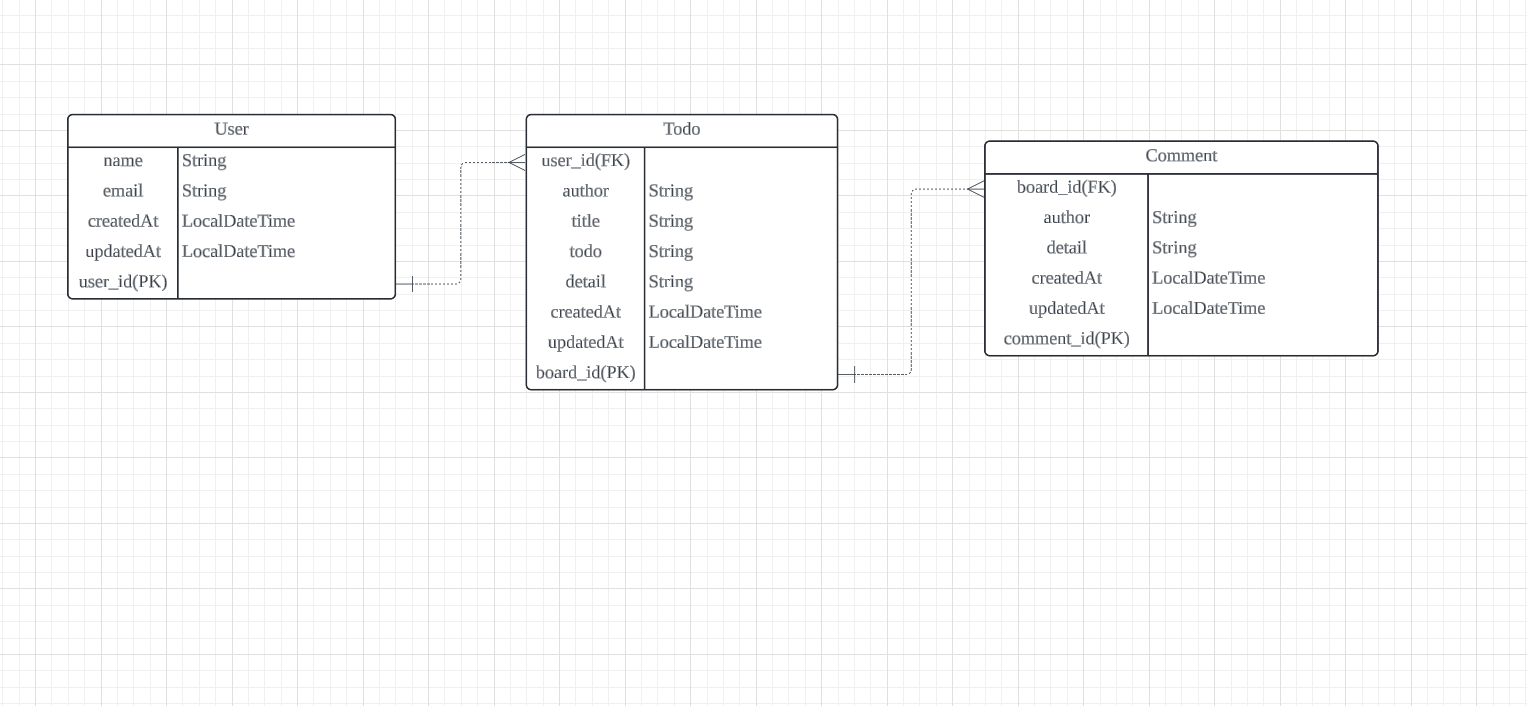 User
name String
email String
createdAt LocalDateTime
updatedAt LocalDateTime
user_id(PK)
Todo
user_id(FK)
author String
title String
todo String
detail String
createdAt LocalDateTime
updatedAt LocalDateTime
board_id(PK)
Comment
board_id(FK)
author String
detail String
createdAt LocalDateTime
updatedAt LocalDateTime
comment_id(PK)